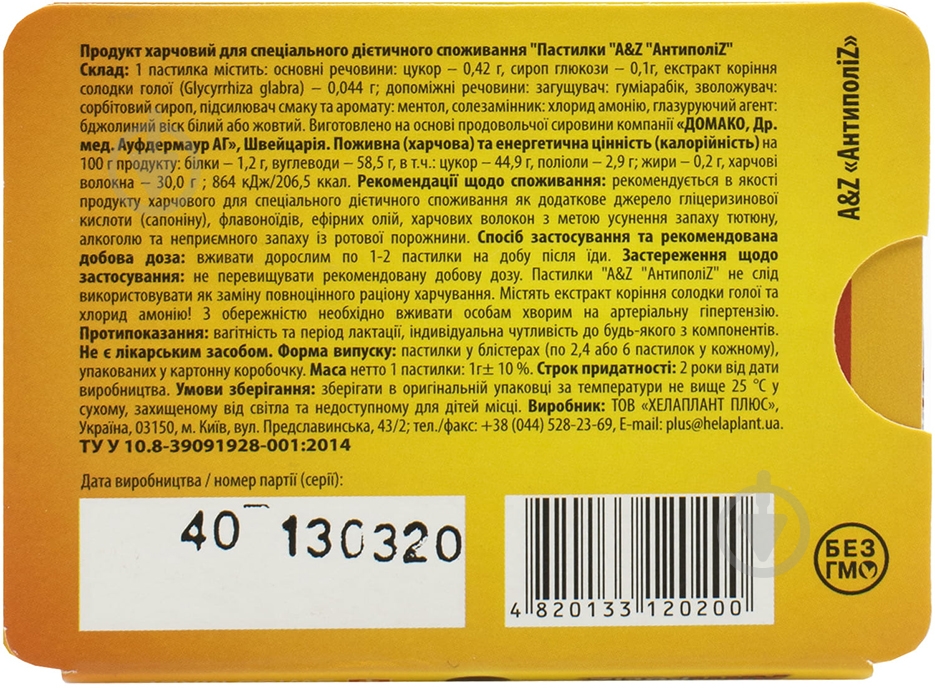 Продукт харчовий для спеціального дієтичного споживання "Пастилки "A&Z "АнтиполіZ"
Склад: 1 пастилка містить: основні речовини: цукор – 0,42 г, сироп глюкози – 0,1г, екстракт коріння
солодки голої (Glycyrrhiza glabra) – 0,044 г; допоміжні речовини: загущувач: гуміарабік, зволожувач:
сорбітовий сироп, підсилювач смаку та аромату: ментол, солезамінник: хлорид амонію, глазуруючий агент:
бджолиний віск білий або жовтий. Виготовлено на основі продовольчої сировини компанії «ДОМАКО, Др.
мед. Ауфдермаур АГ», Швейцарія. Поживна (харчова) та енергетична цінність (калорійність) на
100 г продукту: білки – 1,2 г, вуглеводи – 58,5 г, в т.ч.: цукор – 44,9 г, поліоли – 2,9 г; жири – 0,2 г, харчові
волокна – 30,0 г ; 864 кДж/206,5 ккал. Рекомендації щодо споживання: рекомендується в якості
продукту харчового для спеціального дієтичного споживання як додаткове джерело гліцеризинової
кислоти (сапоніну), флавоноїдів, ефірних олій, харчових волокон з метою усунення запаху тютюну,
алкоголю та неприємного запаху із ротової порожнини. Спосіб застосування та рекомендована
добова доза: вживати дорослим по 1-2 пастилки на добу після їди. Застереження щодо
застосування: не перевищувати рекомендовану добову дозу. Пастилки "A&Z "АнтиполіZ" не слід
використовувати як заміну повноцінного раціону харчування. Містять екстракт коріння солодки голої та
хлорид амонію! З обережністю необхідно вживати особам хворим на артеріальну гіпертензію.
Протипоказання: вагітність та період лактації, індивідуальна чутливість до будь-якого з компонентів.
Не є лікарським засобом. Форма випуску: пастилки у блістерах (по 2,4 або 6 пастилок у кожному),
упакованих у картонну коробочку. Маса нетто 1 пастилки: 1г± 10 %. Строк придатності: 2 роки від дати
виробництва. Умови зберігання: зберігати в оригінальній упаковці за температури не вище 25 °С у
сухому, захищеному від світла та недоступному для дітей місці. Виробник: ТОВ «ХЕЛАПЛАНТ ПЛЮС»,
Україна, 03150, м. Київ, вул. Предславинська, 43/2; тел./факс: +38 (044) 528-23-69, E-mail: plus@helaplant.ua.
ТУ У 10.8-39091928-001:2014
Дата виробництва / номер партії (серії):
40 130320
4 820133 120200
БЕЗ
ГМО
A&Z «АнтиполіZ»